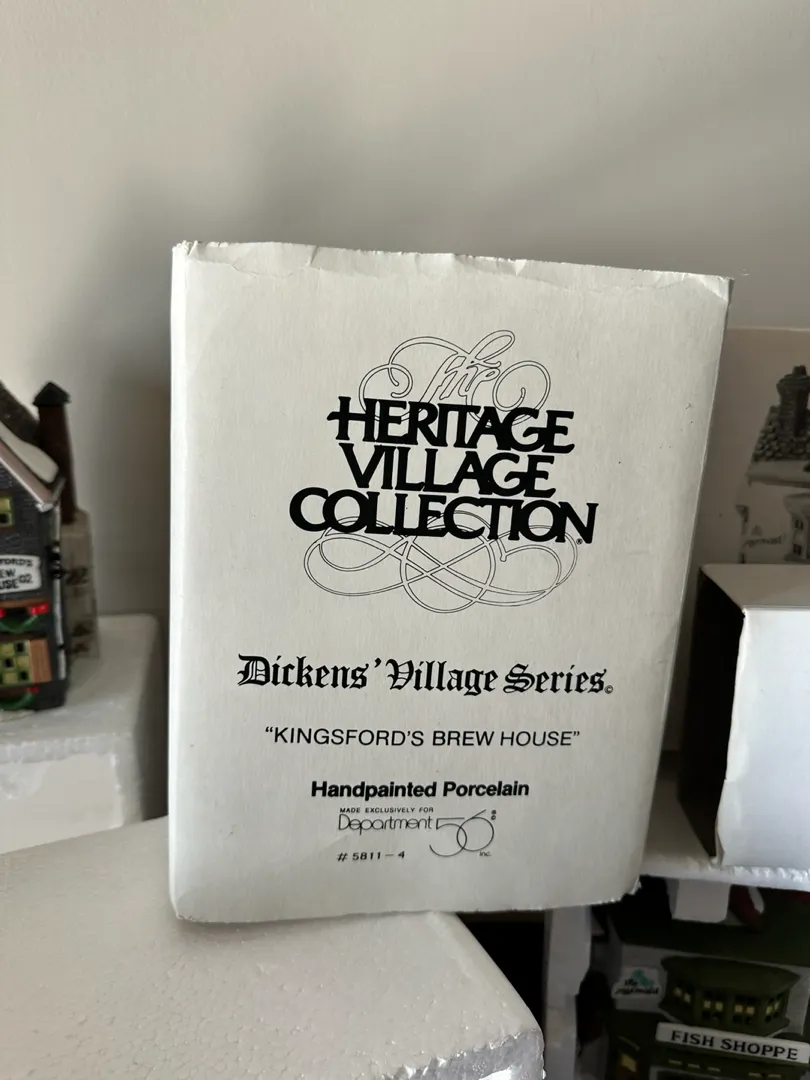 The
HERITAGE
VILLAGE
COLLECTION®
Dickens' Village Series©
"KINGSFORD'S BREW HOUSE"
Handpainted Porcelain
MADE EXCLUSIVELY FOR
Department 56®
inc.
# 5811-4
FISH SHOPPE